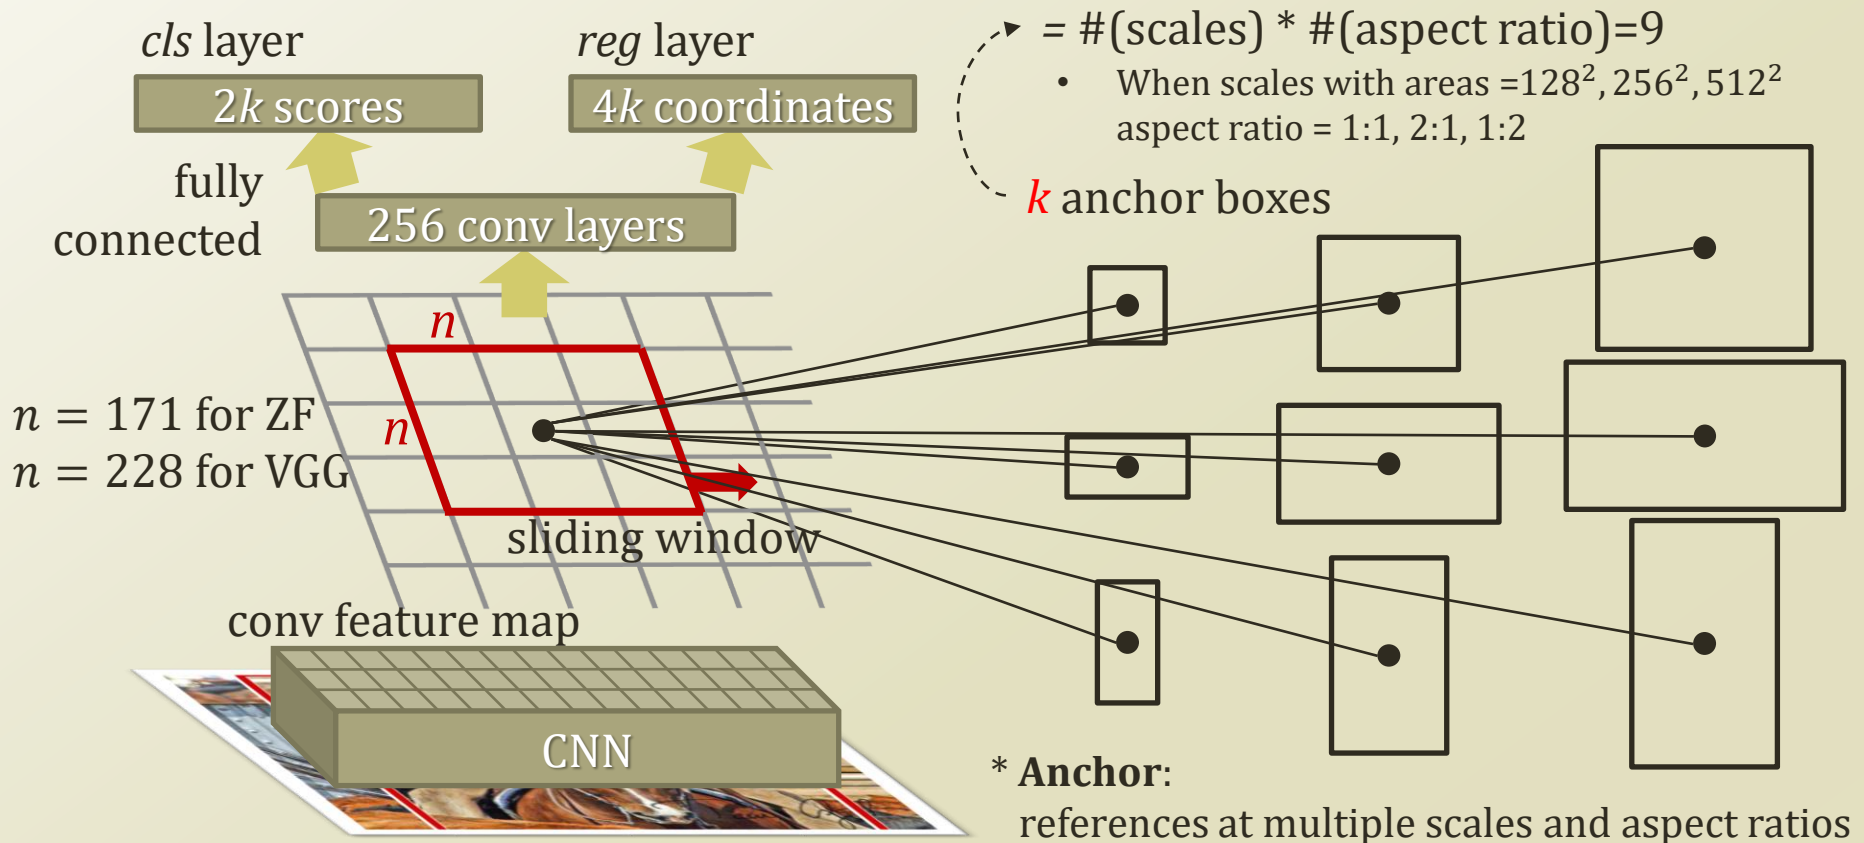 cls layer
reg layer
2k scores
4k coordinates
fully
connected
256 conv layers
n
n
n = 171 for ZF
n = 228 for VGG
sliding window
conv feature map
CNN
= #(scales) * #(aspect ratio)=9
• When scales with areas =128², 256², 512²
aspect ratio = 1:1, 2:1, 1:2
k anchor boxes
* Anchor:
references at multiple scales and aspect ratios